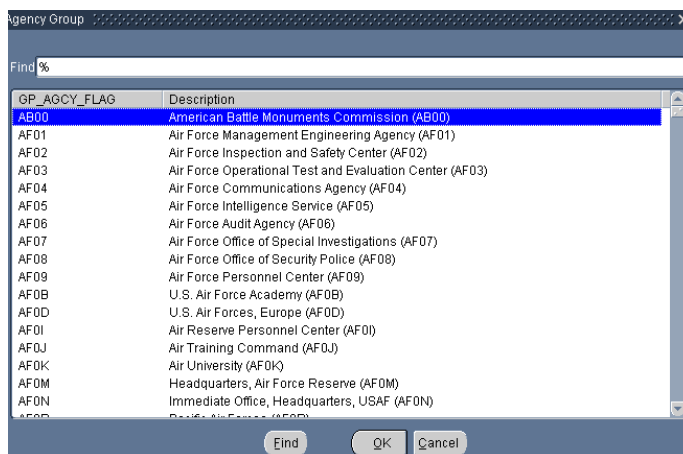 Agency Group
Find %
GP_AGCY_FLAG Description
AB00 American Battle Monuments Commission (AB00)
AF01 Air Force Management Engineering Agency (AF01)
AF02 Air Force Inspection and Safety Center (AF02)
AF03 Air Force Operational Test and Evaluation Center (AF03)
AF04 Air Force Communications Agency (AF04)
AF05 Air Force Intelligence Service (AF05)
AF06 Air Force Audit Agency (AF06)
AF07 Air Force Office of Special Investigations (AF07)
AF08 Air Force Office of Security Police (AF08)
AF09 Air Force Personnel Center (AF09)
AF0B U.S. Air Force Academy (AF0B)
AF0D U.S. Air Forces, Europe (AF0D)
AF0I Air Reserve Personnel Center (AF0I)
AF0J Air Training Command (AF0J)
AF0K Air University (AF0K)
AF0M Headquarters, Air Force Reserve (AF0M)
AF0N Immediate Office, Headquarters, USAF (AF0N)
Find OK Cancel